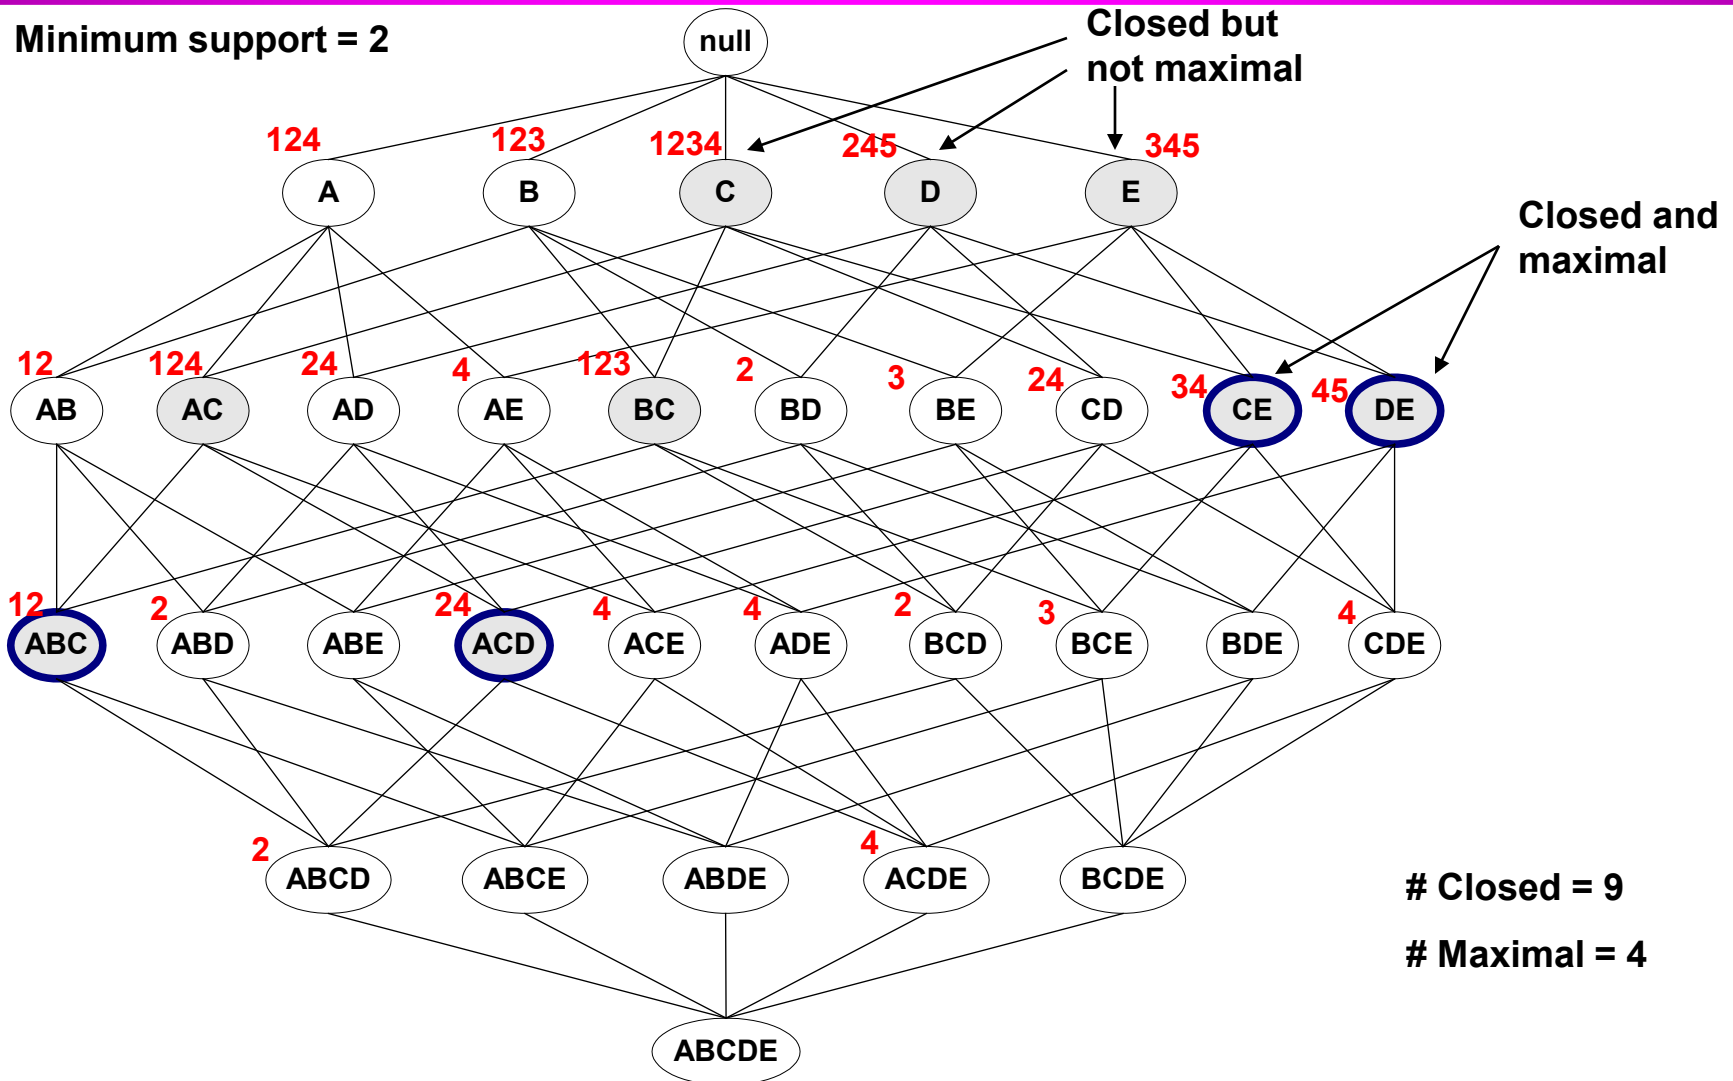 Minimum support = 2
null
Closed but
not maximal
124
123
1234
245
345
A
B
C
D
E
Closed and
maximal
12
124
24
4
123
2
3
24
34
45
AB
AC
AD
AE
BC
BD
BE
CD
CE
DE
12
2
24
4
4
2
3
4
ABC
ABD
ABE
ACD
ACE
ADE
BCD
BCE
BDE
CDE
2
4
ABCD
ABCE
ABDE
ACDE
BCDE
# Closed = 9
# Maximal = 4
ABCDE